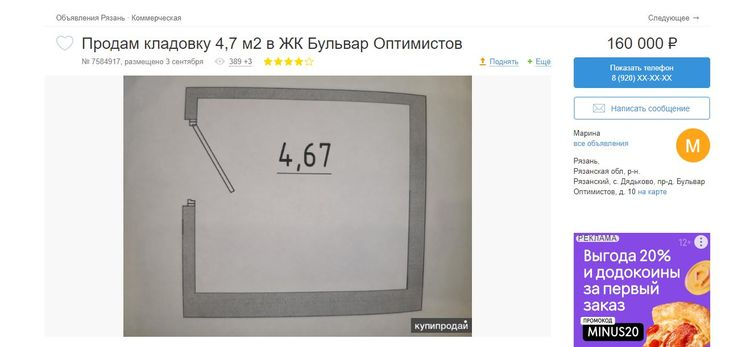 Объявления Рязань · Коммерческая
Следующее →
Продам кладовку 4,7 м2 в ЖК Бульвар Оптимистов
160 000 ₽
№ 7584917, размещено 3 сентября
389 +3
Поднять
+ Ещё
Показать телефон
8 (920) XX-XX-XX
Написать сообщение
Марина
все объявления
М
Рязань,
Рязанская обл, р-н.
Рязанский, с. Дядьково, пр-д. Бульвар
Оптимистов, д. 10 на карте
4,67
купипродай
РЕКЛАМА
12+
Выгода 20%
и додокоины
за первый
заказ
ПРОМОКОД
MINUS20